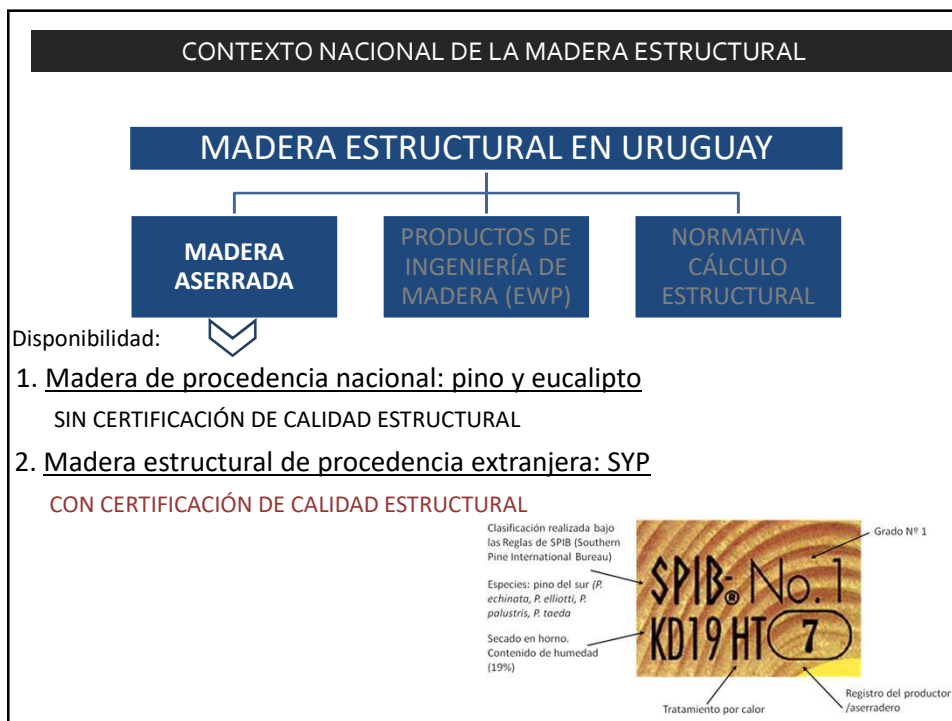 CONTEXTO NACIONAL DE LA MADERA ESTRUCTURAL
MADERA ESTRUCTURAL EN URUGUAY
MADERA
ASERRADA
PRODUCTOS DE
INGENIERÍA DE
MADERA (EWP)
NORMATIVA
CÁLCULO
ESTRUCTURAL
Disponibilidad:
1. Madera de procedencia nacional: pino y eucalipto
SIN CERTIFICACIÓN DE CALIDAD ESTRUCTURAL
2. Madera estructural de procedencia extranjera: SYP
CON CERTIFICACIÓN DE CALIDAD ESTRUCTURAL
Clasificación realizada bajo
las Reglas de SPIB (Southern
Pine International Bureau)
Especies: pino del sur (P.
echinata, P. elliotti, P.
palustris, P. taeda
Secado en horno.
Contenido de humedad
(19%)
Grado Nº 1
SPIB® No.1
KD19 HT 7
Tratamiento por calor
Registro del productor
/aserradero